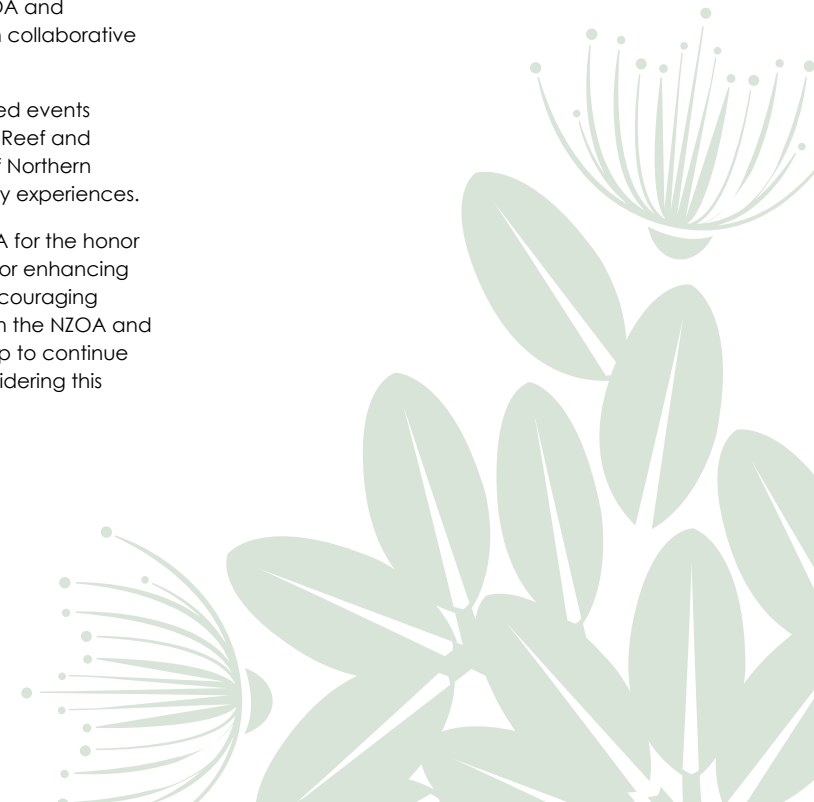 OA and
collaborative
ed events
Reef and
f Northern
y experiences.
A for the honor
or enhancing
couraging
n the NZOA and
p to continue
idering this